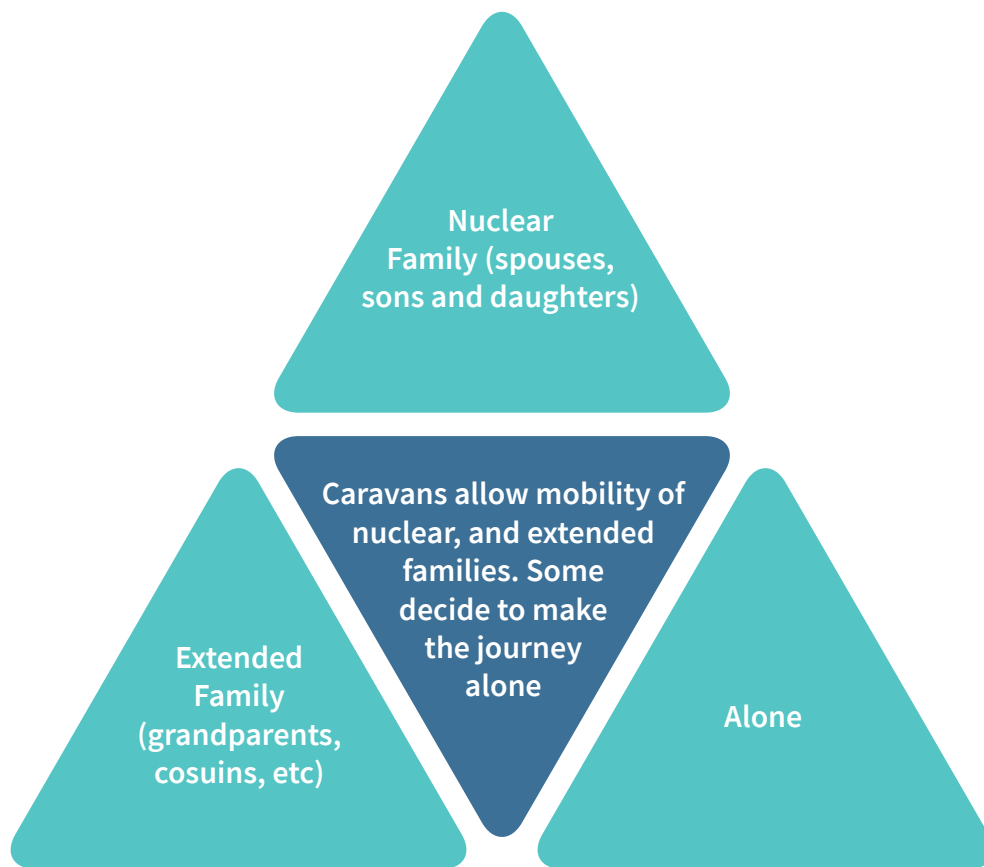 Nuclear
Family (spouses,
sons and daughters)
Caravans allow mobility of
nuclear, and extended
families. Some
decide to make
the journey
alone
Extended
Family
(grandparents,
cosuins, etc)
Alone